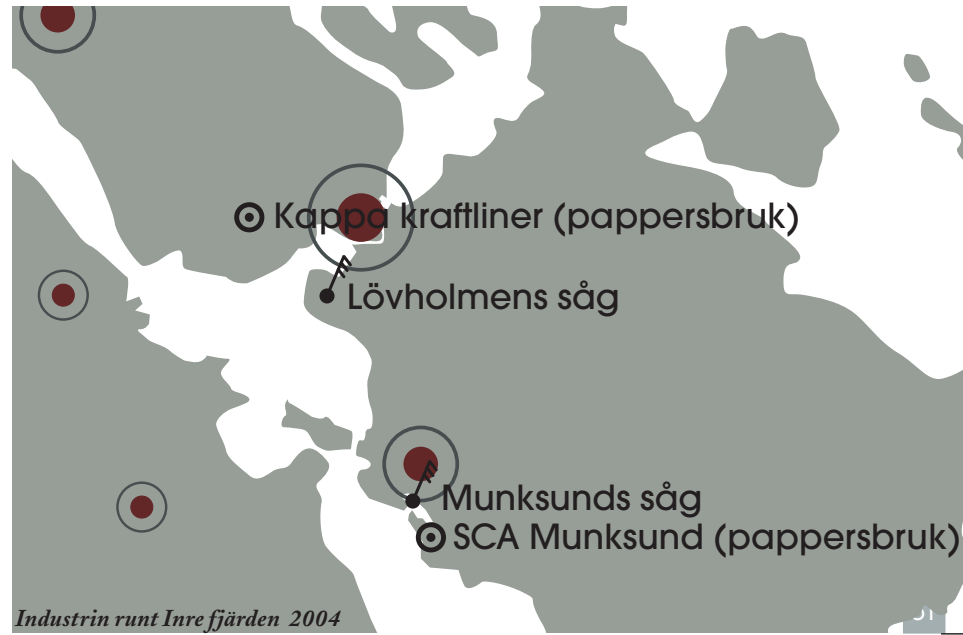 Kappa kraftliner (pappersbruk)
Lövholmens såg
Munksunds såg
SCA Munksund (pappersbruk)
Industrin runt Inre fjärden 2004